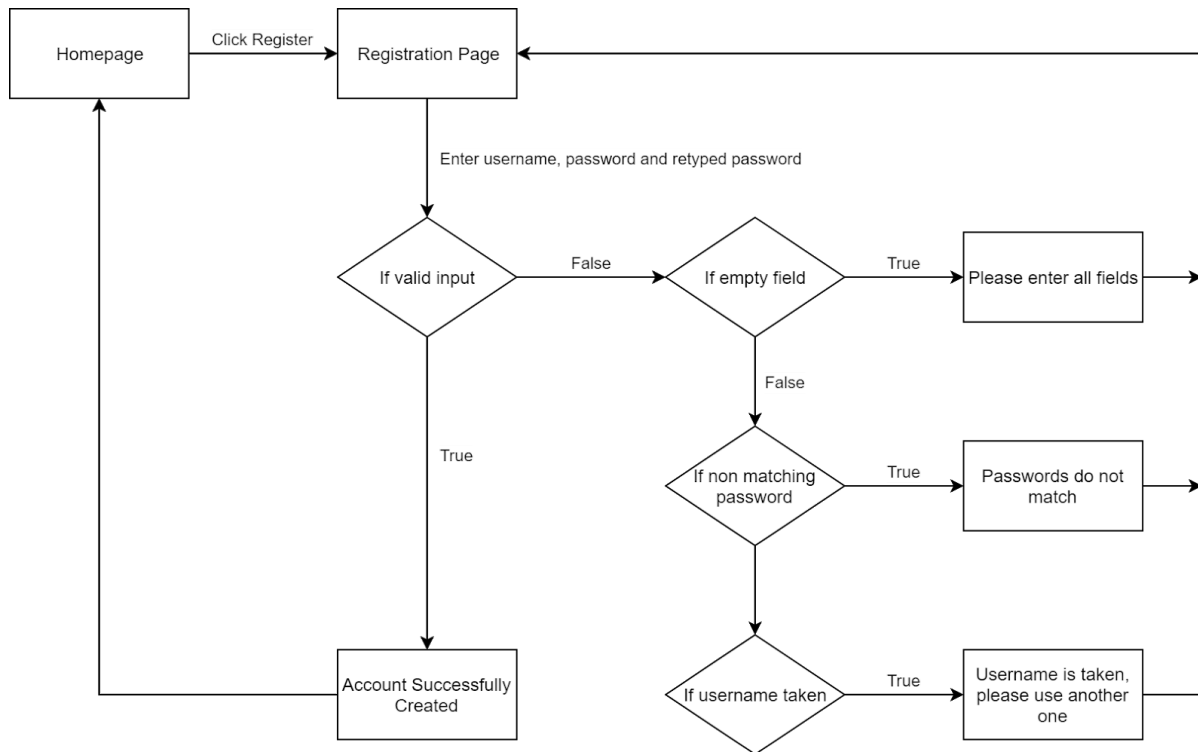 Homepage
Click Register
Registration Page
Enter username, password and retyped password
If valid input
False
If empty field
True
Please enter all fields
False
True
If non matching
password
True
Passwords do not
match
Account Successfully
Created
If username taken
True
Username is taken,
please use another
one